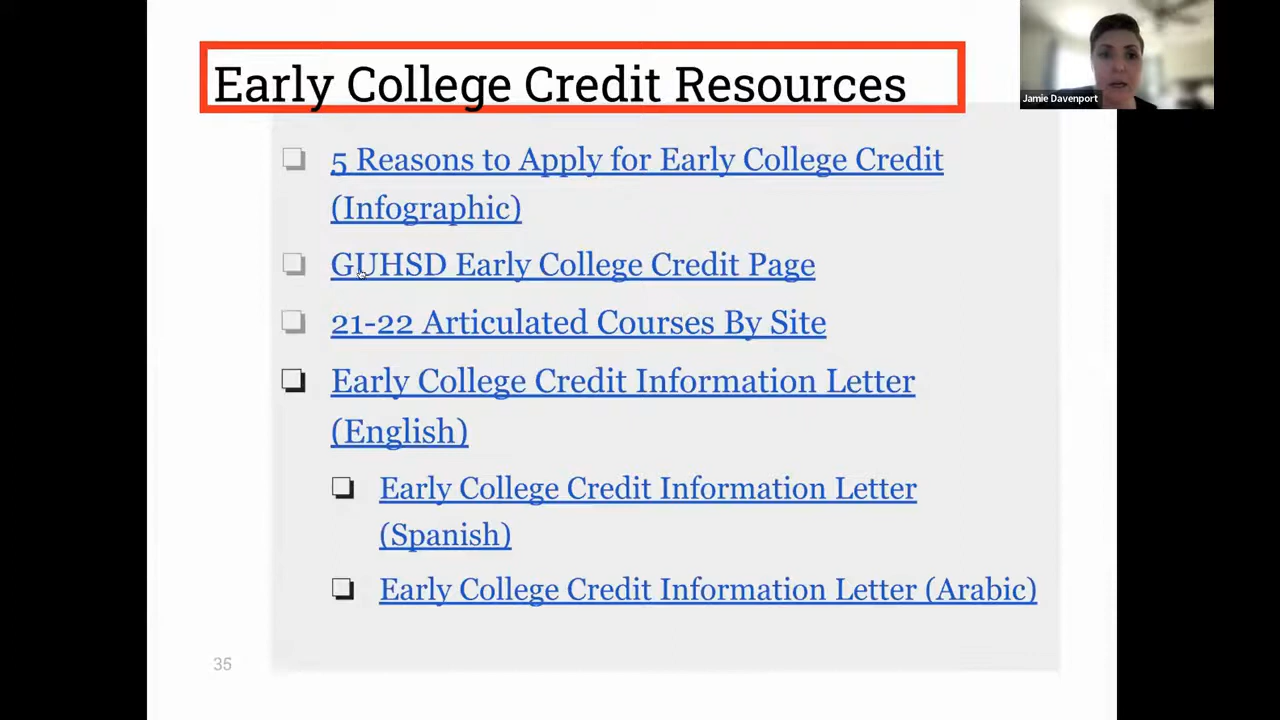 Early College Credit Resources
Jamie Davenport
5 Reasons to Apply for Early College Credit
(Infographic)
GUHSD Early College Credit Page
21-22 Articulated Courses By Site
Early College Credit Information Letter
(English)
Early College Credit Information Letter
(Spanish)
Early College Credit Information Letter (Arabic)
35